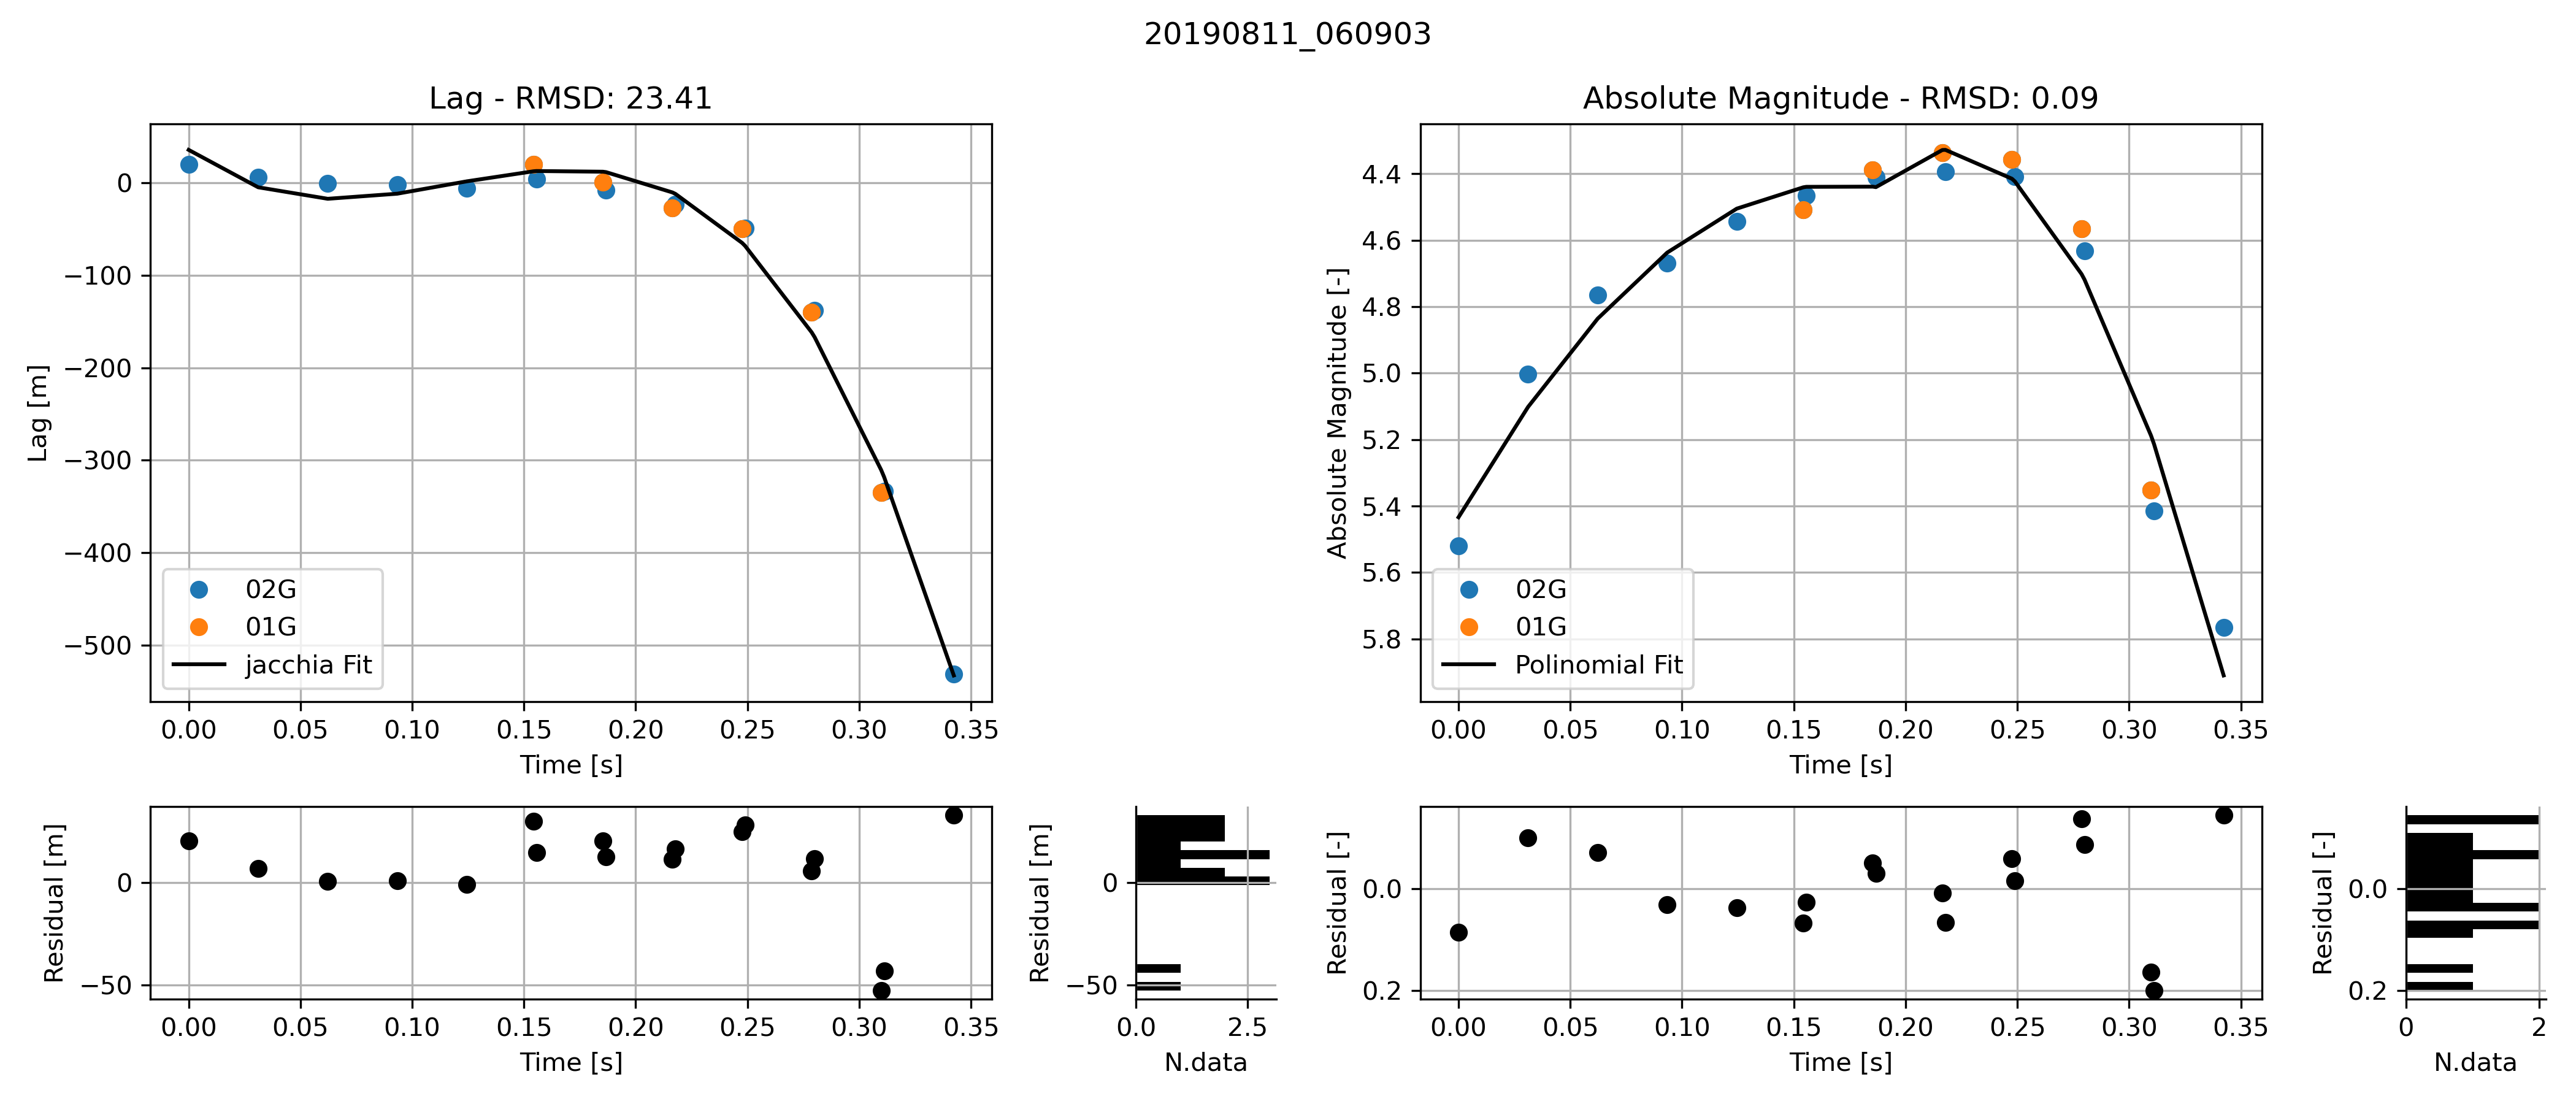 20190811_060903
Lag - RMSD: 23.41
0
−100
−200
−300
−400
−500
Lag [m]
02G
01G
jacchia Fit
0.00 0.05 0.10 0.15 0.20 0.25 0.30 0.35
Time [s]
Absolute Magnitude - RMSD: 0.09
4.4
4.6
4.8
5.0
5.2
5.4
5.6
5.8
Absolute Magnitude [-]
02G
01G
Polinomial Fit
0.00 0.05 0.10 0.15 0.20 0.25 0.30 0.35
Time [s]
0
−50
Residual [m]
0.00 0.05 0.10 0.15 0.20 0.25 0.30 0.35
Time [s]
0
−50
Residual [m]
0.0 2.5
N.data
0.0
0.2
Residual [-]
0.00 0.05 0.10 0.15 0.20 0.25 0.30 0.35
Time [s]
0.0
0.2
Residual [-]
0 2
N.data